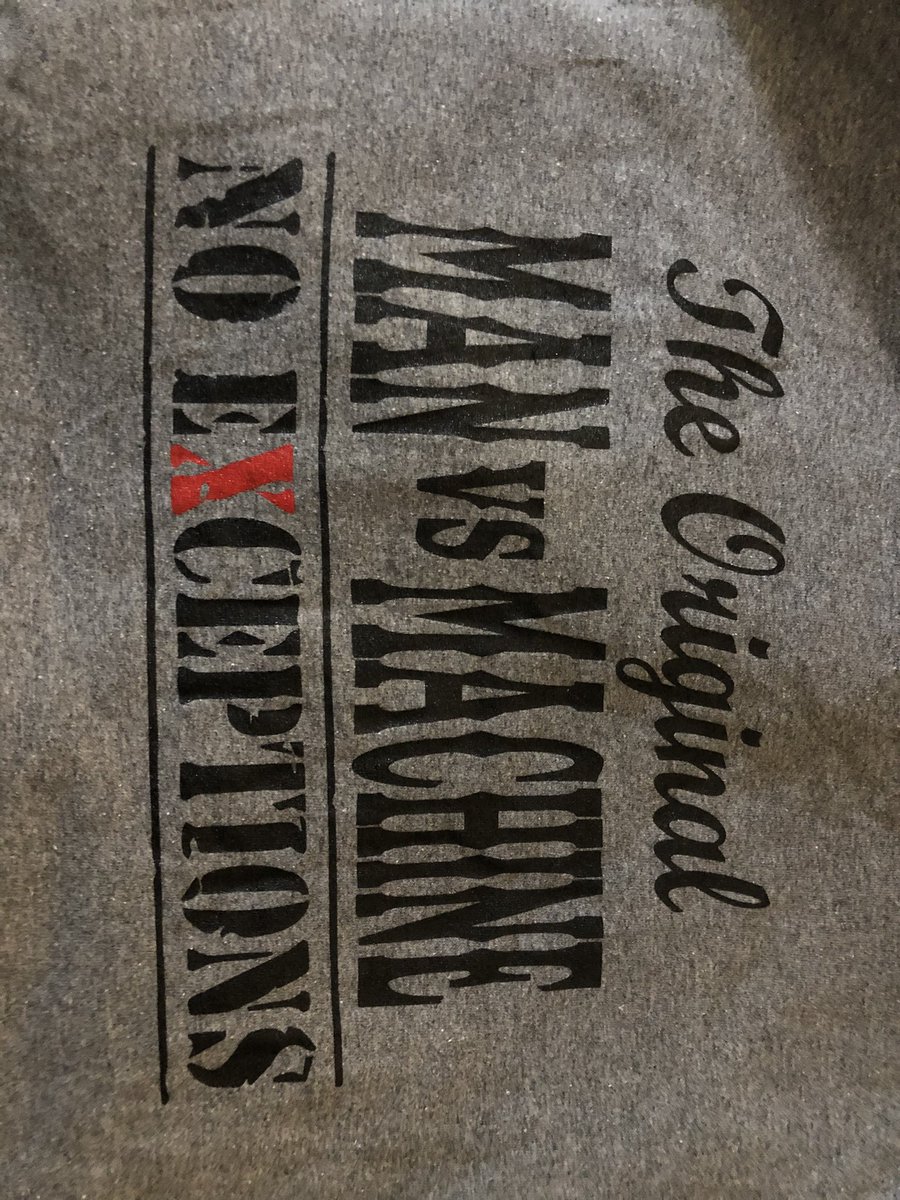 The Original
MAN VS MACHINE
NO EXCEPTIONS